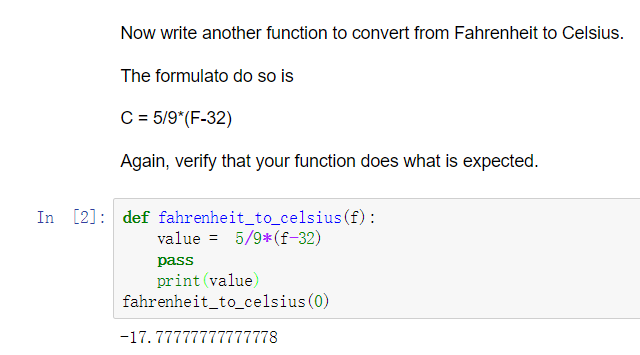 Now write another function to convert from Fahrenheit to Celsius.
The formulato do so is
C = 5/9*(F-32)
Again, verify that your function does what is expected.
In [2]: def fahrenheit_to_celsius(f):
    value =  5/9*(f-32)
    pass
    print(value)
fahrenheit_to_celsius(0)
-17.77777777777778